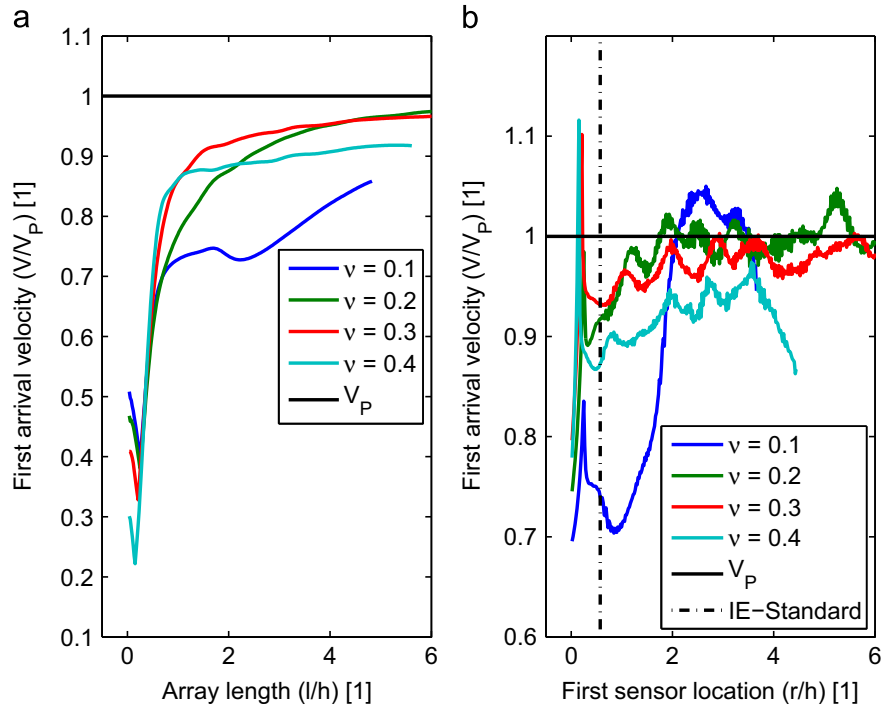 a
1.1
1
0.9
0.8
0.7
0.6
0.5
0.4
0.3
0.2
0.1
First arrival velocity (V/V_P) [1]
0
2
4
6
Array length (l/h) [1]
ν = 0.1
ν = 0.2
ν = 0.3
ν = 0.4
V_P
b
1.1
1
0.9
0.8
0.7
0.6
First arrival velocity (V/V_P) [1]
0
2
4
6
First sensor location (r/h) [1]
ν = 0.1
ν = 0.2
ν = 0.3
ν = 0.4
V_P
IE−Standard